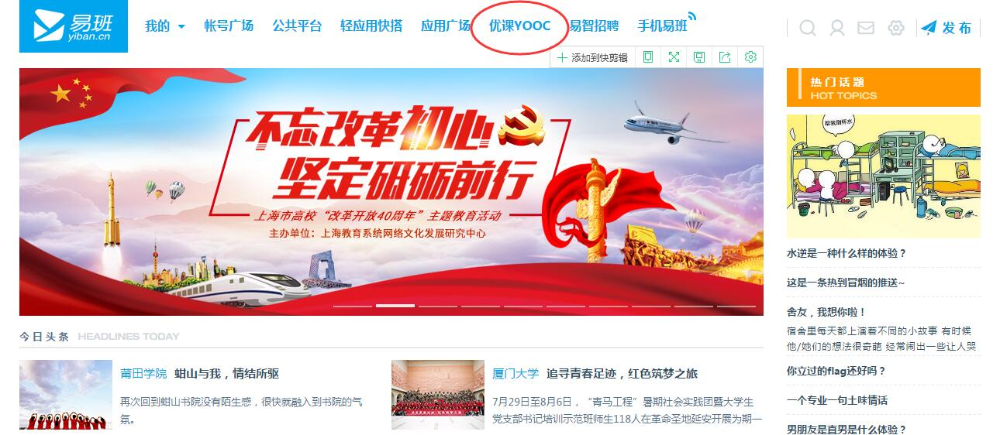 易班
yiban.cn
我的 帐号广场 公共平台 轻应用快搭 应用广场 优课YOOC 易智招聘 手机易班
发布
添加到快剪辑
不忘改革初心
坚定砥砺前行
上海市高校“改革开放40周年”主题教育活动
主办单位：上海教育系统网络文化发展研究中心
热门话题
HOT TOPICS
帮我倒杯水
水逆是一种什么样的体验？
这是一条热到冒烟的推送~
舍友，我想你啦！
宿舍里每天都上演着不同的小故事 有时候
他/她们的想法很奇葩 经常闹出一些让人哭
你立过的flag还好吗？
一个专业一句土味情话
男朋友是直男是什么体验？
今日头条 HEADLINES TODAY
莆田学院 蚶山与我，情结所驱
再次回到蚶山书院没有陌生感，很快就融入到书院的气
氛。
厦门大学 追寻青春足迹，红色筑梦之旅
7月29日至8月6日，“青马工程”暑期社会实践团暨大学生
党支部书记培训示范班师生118人在革命圣地延安开展为期一